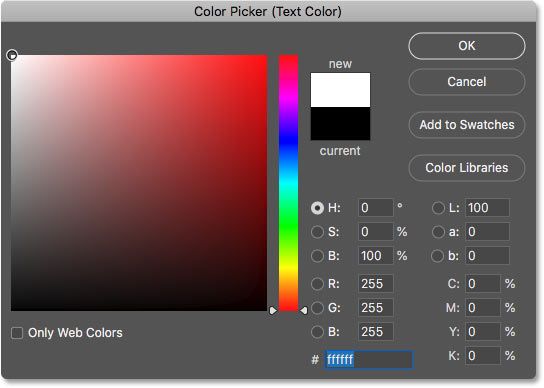 Color Picker (Text Color)
new
current
OK
Cancel
Add to Swatches
Color Libraries
H: 0 °
S: 0 %
B: 100 %
R: 255
G: 255
B: 255
# ffffff
L: 100
a: 0
b: 0
C: 0 %
M: 0 %
Y: 0 %
K: 0 %
Only Web Colors